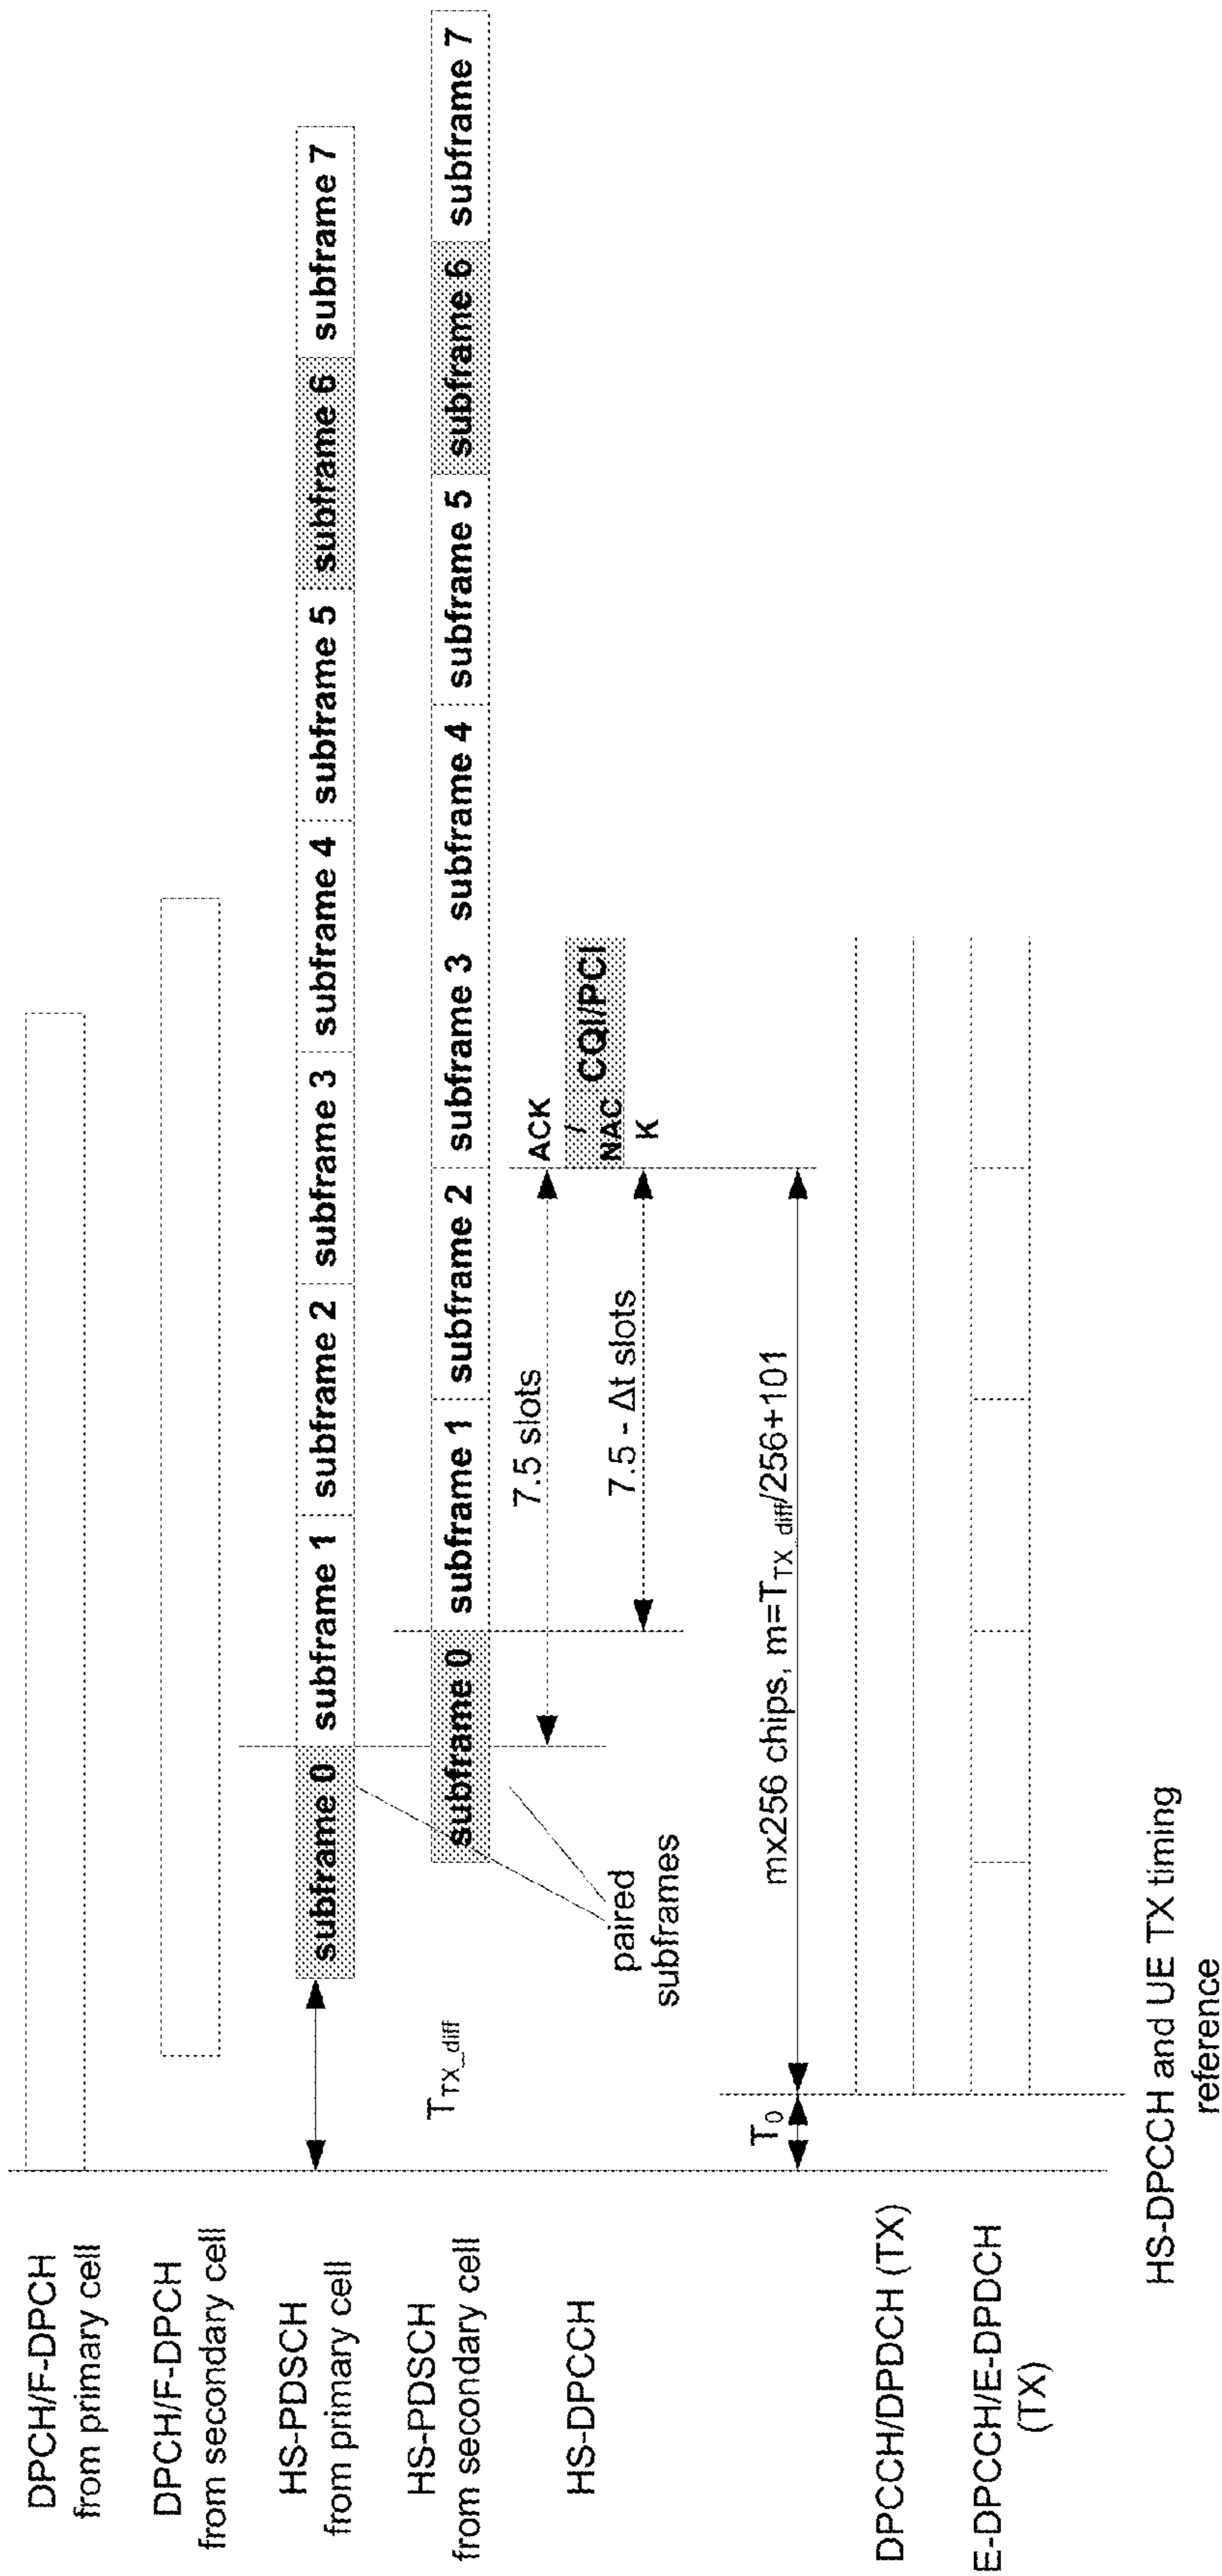 DPCH/F-DPCH
from primary cell
DPCH/F-DPCH
from secondary cell
HS-PDSCH
from primary cell
subframe 0 subframe 1 subframe 2 subframe 3 subframe 4 subframe 5 subframe 6 subframe 7
T_TX_diff
HS-PDSCH
from secondary cell
subframe 0 subframe 1 subframe 2 subframe 3 subframe 4 subframe 5 subframe 6 subframe 7
paired
subframes
7.5 slots
7.5 - Δt slots
HS-DPCCH
ACK
/
NAC
K
CQI/PCI
T0
mx256 chips, m=T_TX_diff/256+101
DPCCH/DPDCH (TX)
E-DPCCH/E-DPDCH
(TX)
HS-DPCCH and UE TX timing
reference